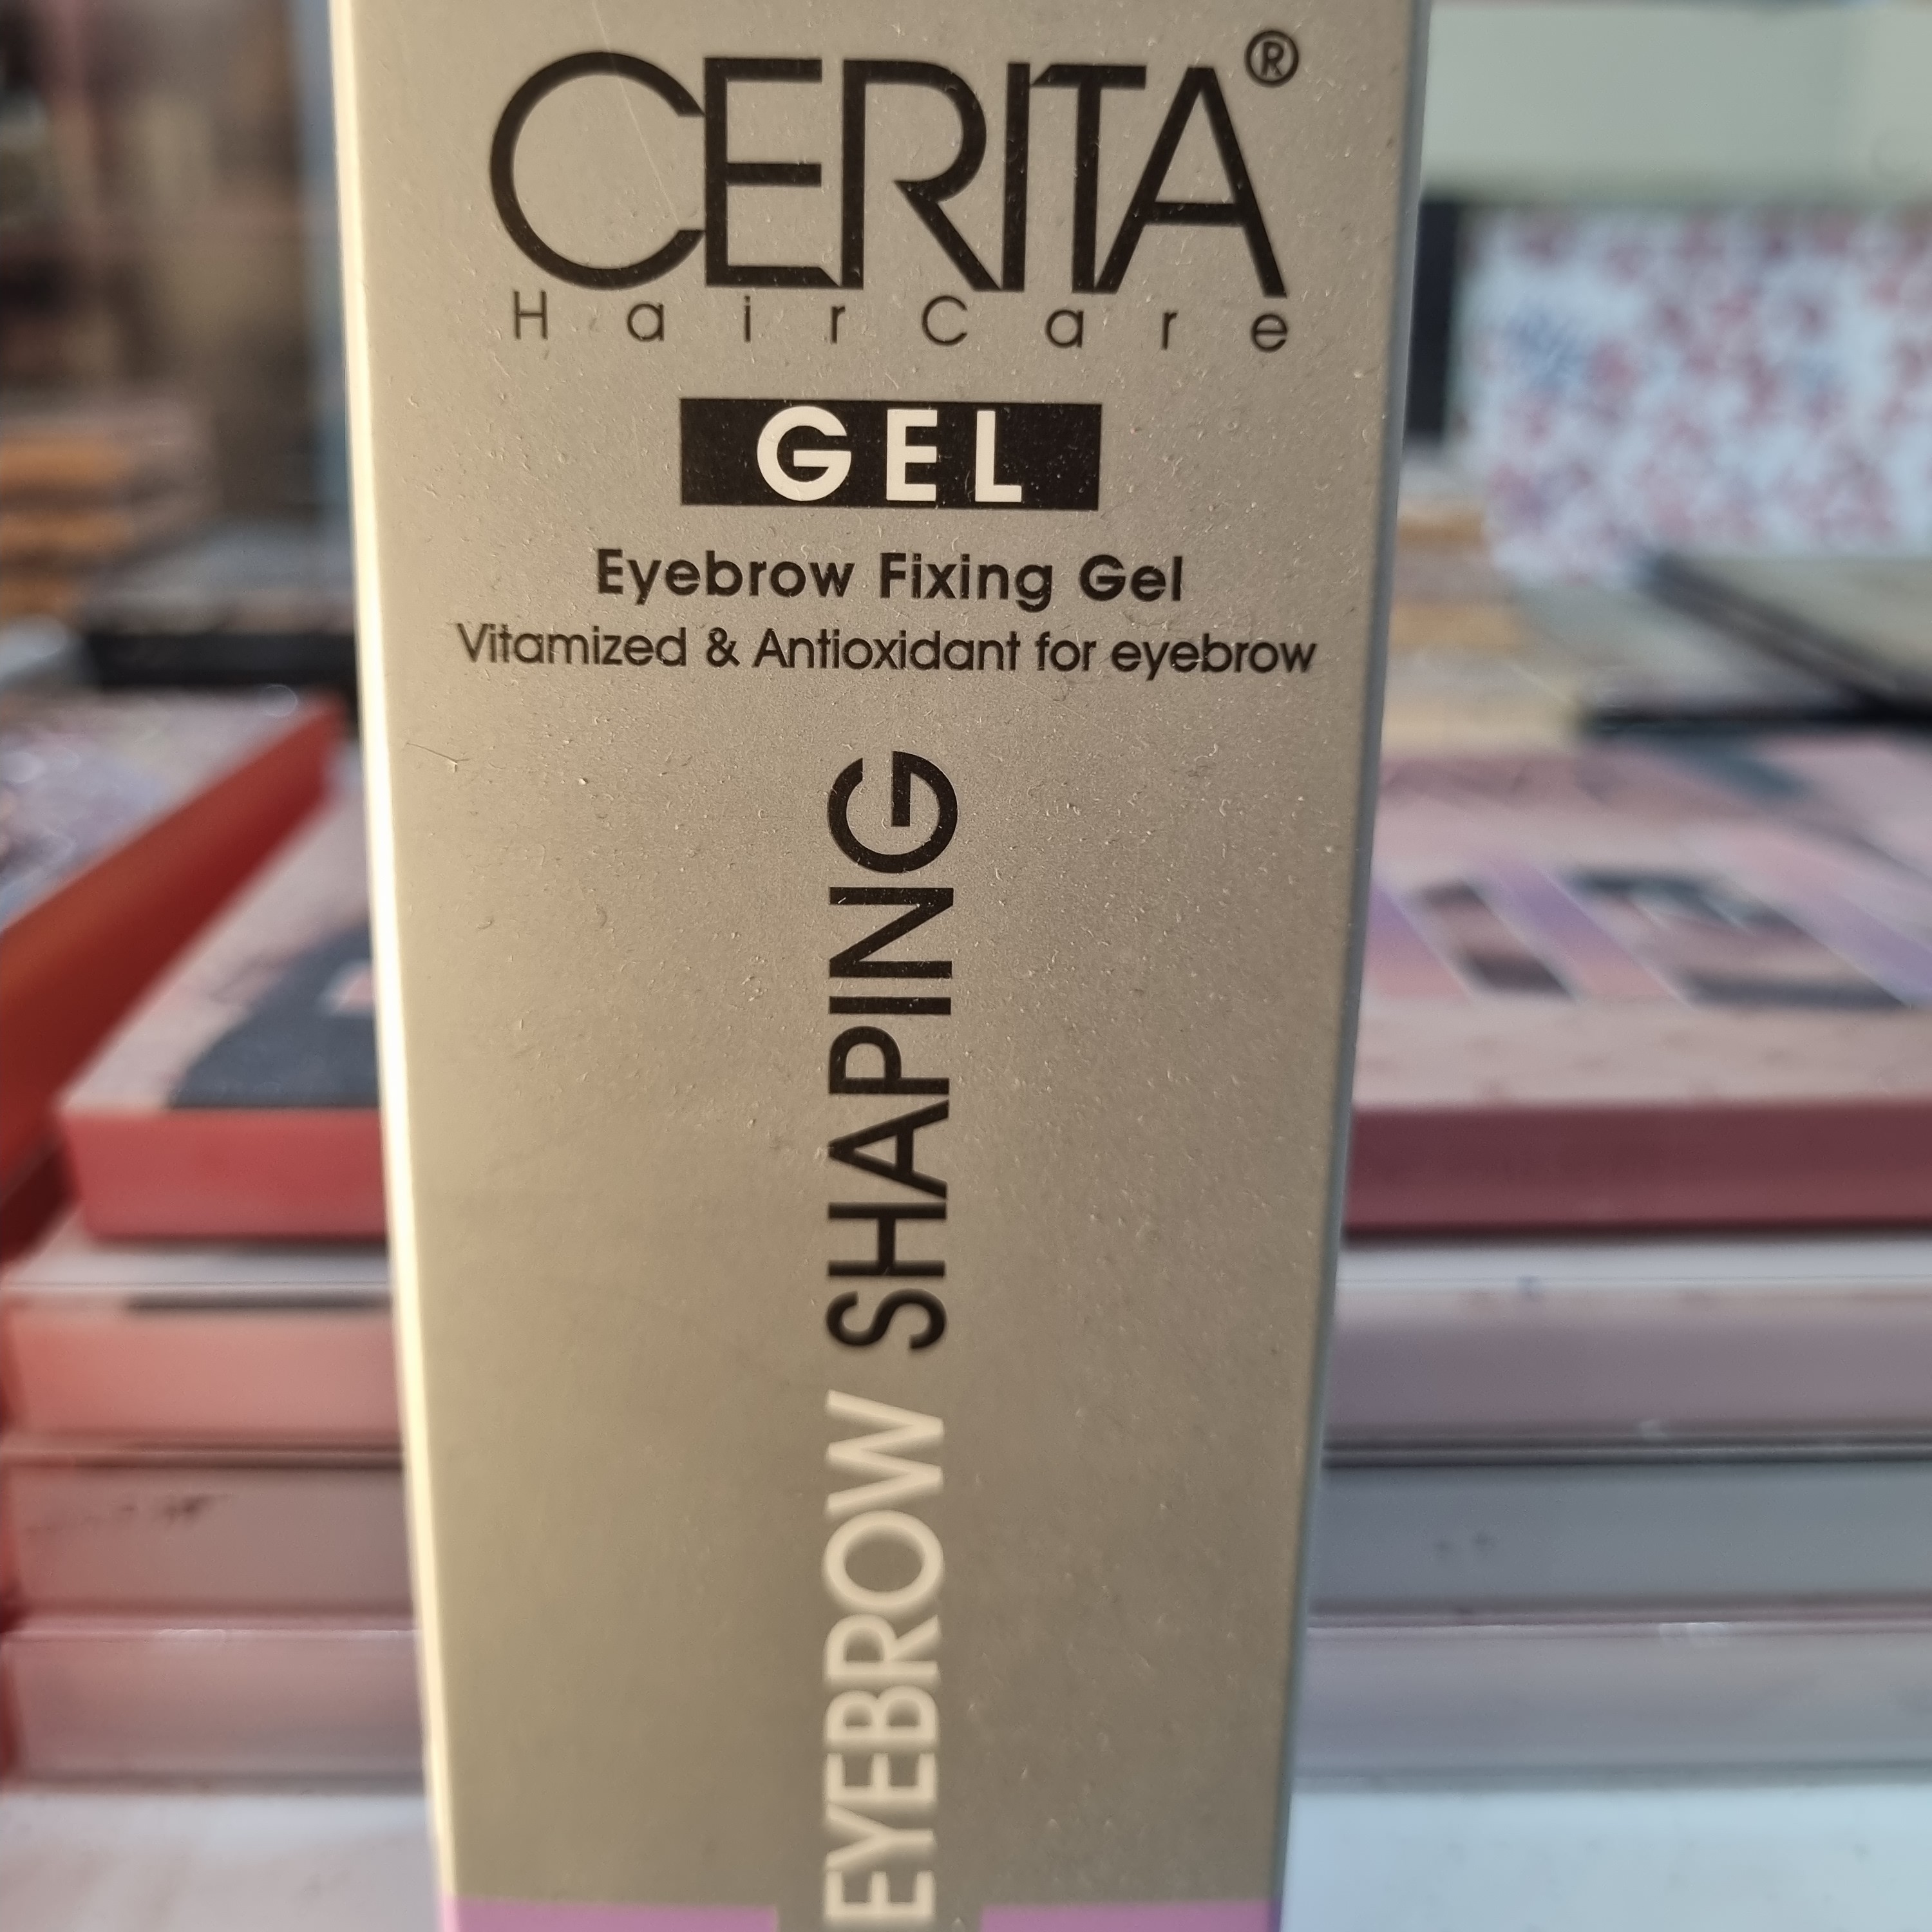 CERITA®
HairCare
GEL
Eyebrow Fixing Gel
Vitamized & Antioxidant for eyebrow
EYEBROW SHAPING